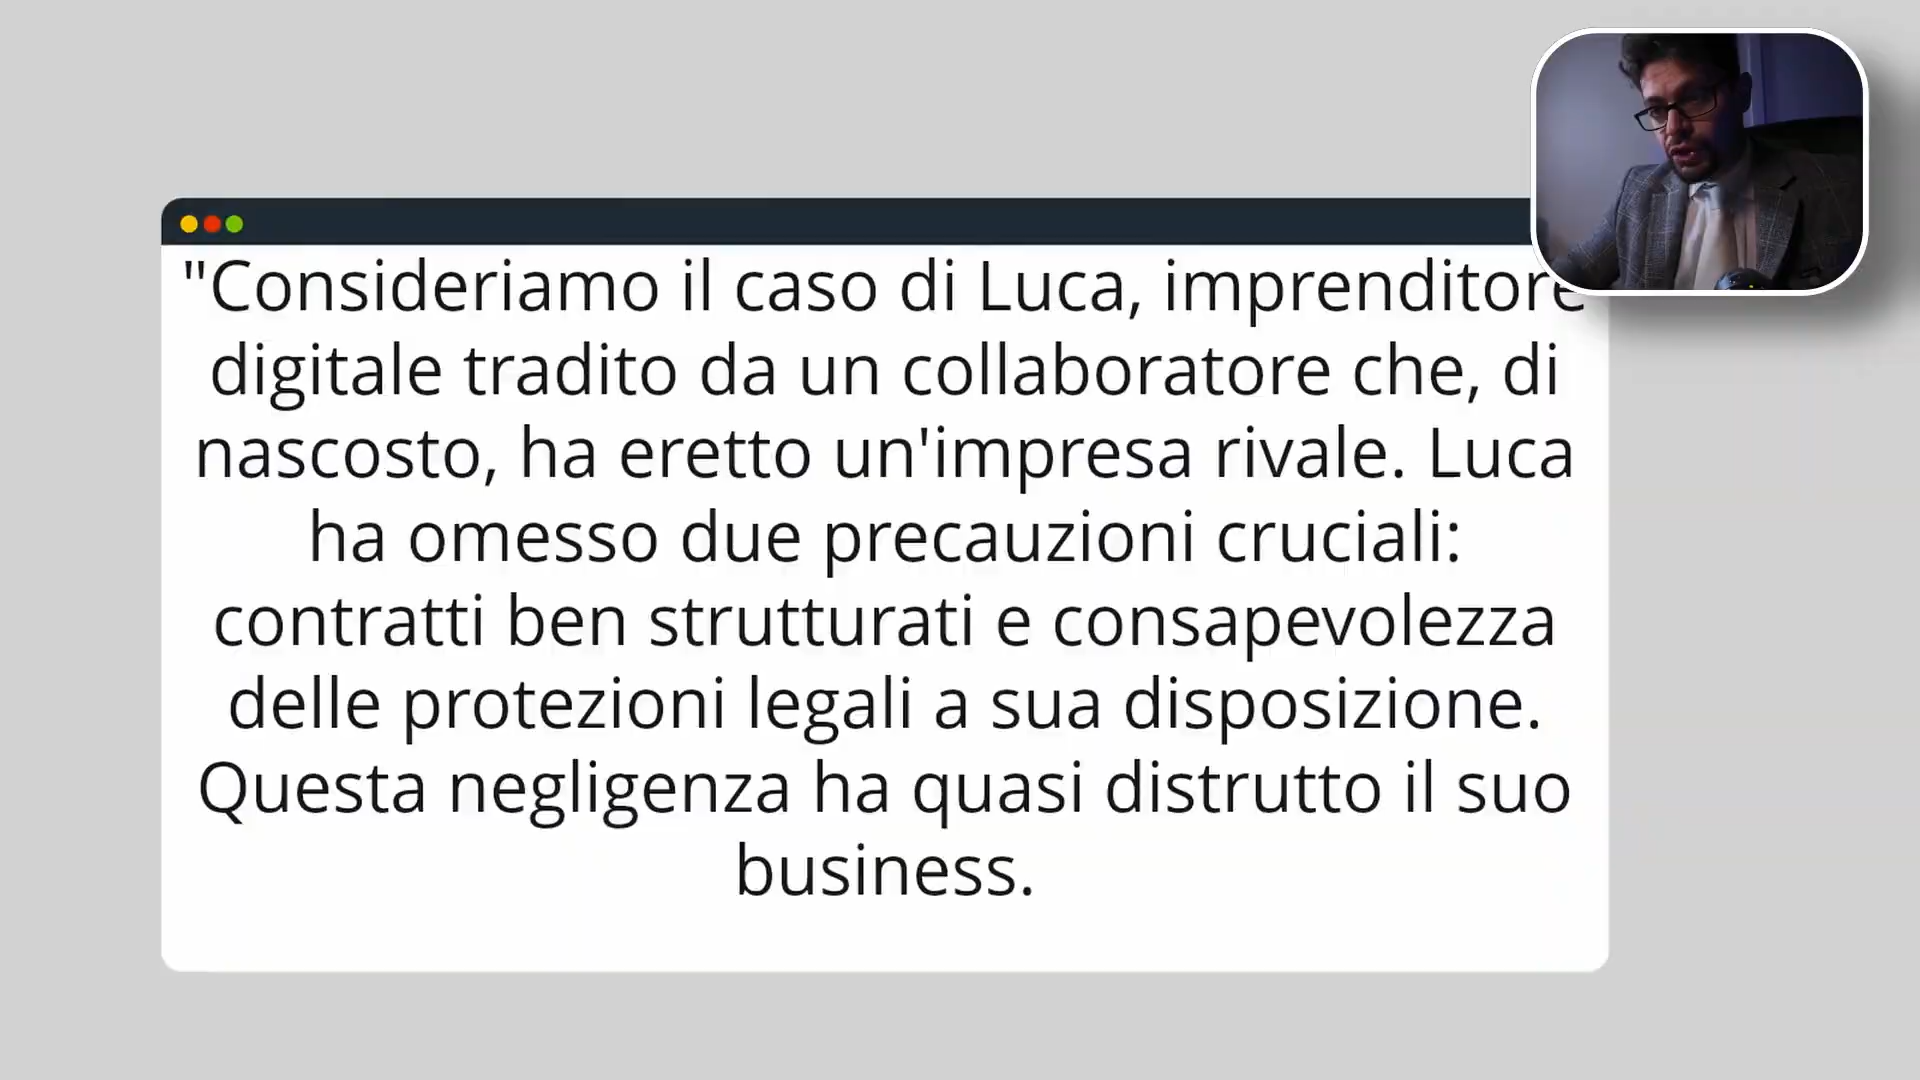 "Consideriamo il caso di Luca, imprenditore
digitale tradito da un collaboratore che, di
nascosto, ha eretto un'impresa rivale. Luca
ha omesso due precauzioni cruciali:
contratti ben strutturati e consapevolezza
delle protezioni legali a sua disposizione.
Questa negligenza ha quasi distrutto il suo
business.